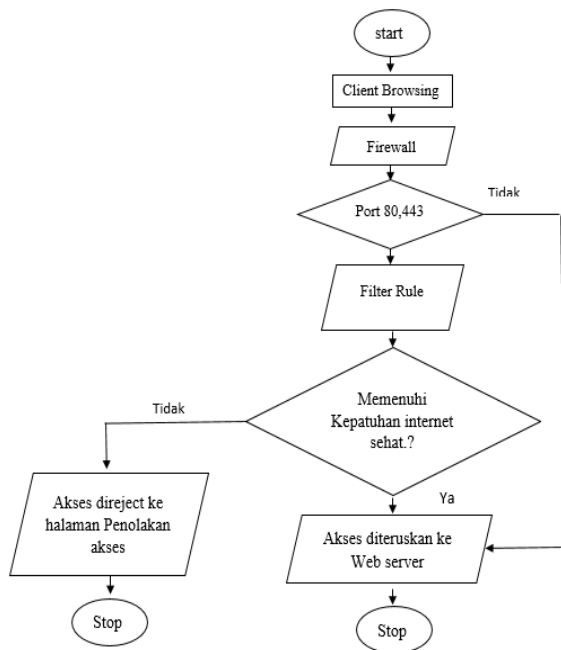 start
Client Browsing
Firewall
Tidak
Port 80,443
Filter Rule
Memenuhi
Kepatuhan internet
sehat.?
Tidak
Ya
Akses direject ke
halaman Penolakan
akses
Akses diteruskan ke
Web server
Stop
Stop